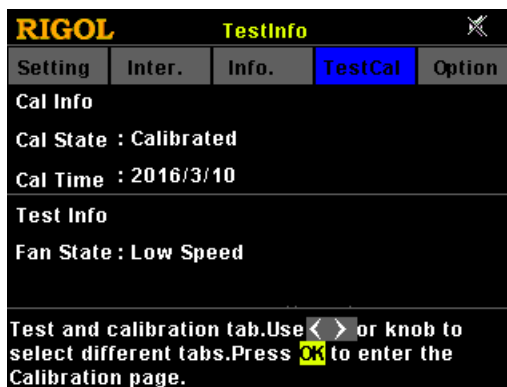 RIGOL TestInfo
Setting Inter. Info. TestCal Option
Cal Info
Cal State : Calibrated
Cal Time : 2016/3/10
Test Info
Fan State : Low Speed
Test and calibration tab.Use < > or knob to
select different tabs.Press OK to enter the
Calibration page.